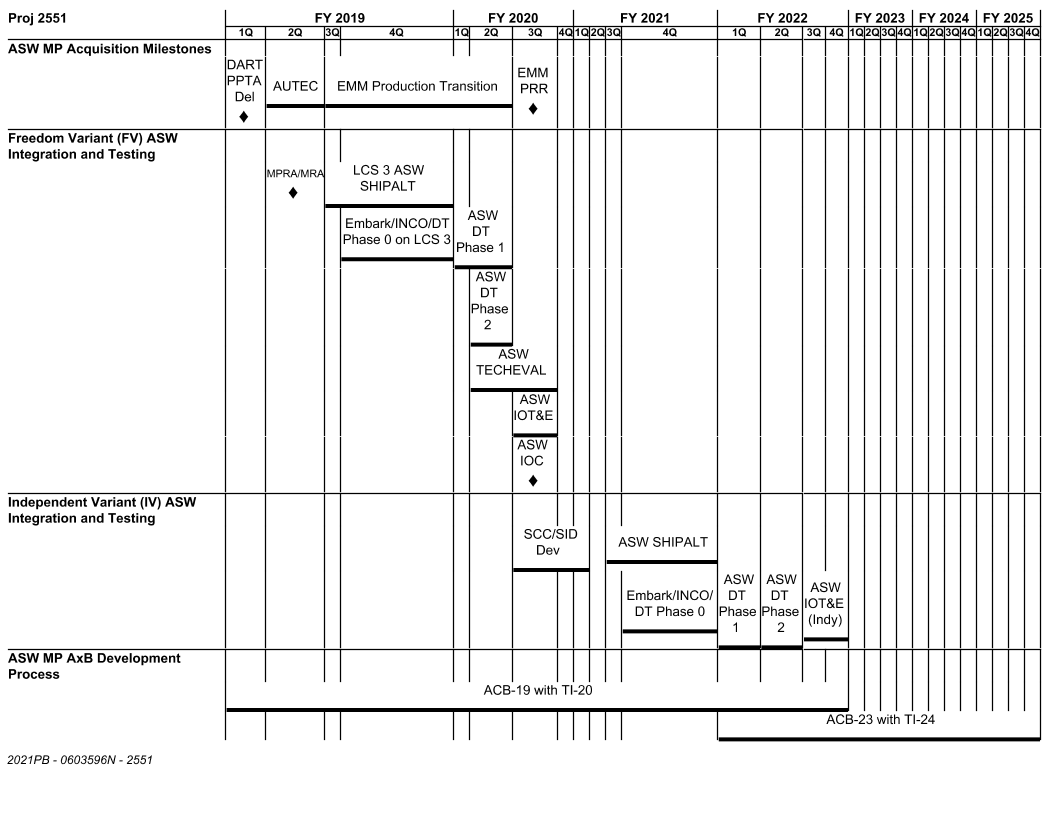 Proj 2551
FY 2019 FY 2020 FY 2021 FY 2022 FY 2023 FY 2024 FY 2025
1Q 2Q 3Q 4Q 1Q 2Q 3Q 4Q 1Q 2Q 3Q 4Q 1Q 2Q 3Q 4Q 1Q 2Q 3Q 4Q 1Q 2Q 3Q 4Q 1Q 2Q 3Q 4Q
ASW MP Acquisition Milestones
DART
PPTA
Del
AUTEC
EMM Production Transition
EMM
PRR
Freedom Variant (FV) ASW
Integration and Testing
MPRA/MRA
LCS 3 ASW
SHIPALT
Embark/INCO/DT
Phase 0 on LCS 3
ASW
DT
Phase 1
ASW
DT
Phase
2
ASW
TECHEVAL
ASW
IOT&E
ASW
IOC
Independent Variant (IV) ASW
Integration and Testing
SCC/SID
Dev
ASW SHIPALT
Embark/INCO/
DT Phase 0
ASW
DT
Phase
1
ASW
DT
Phase
2
ASW
IOT&E
(Indy)
ASW MP AxB Development
Process
ACB-19 with TI-20
ACB-23 with TI-24
2021PB - 0603596N - 2551